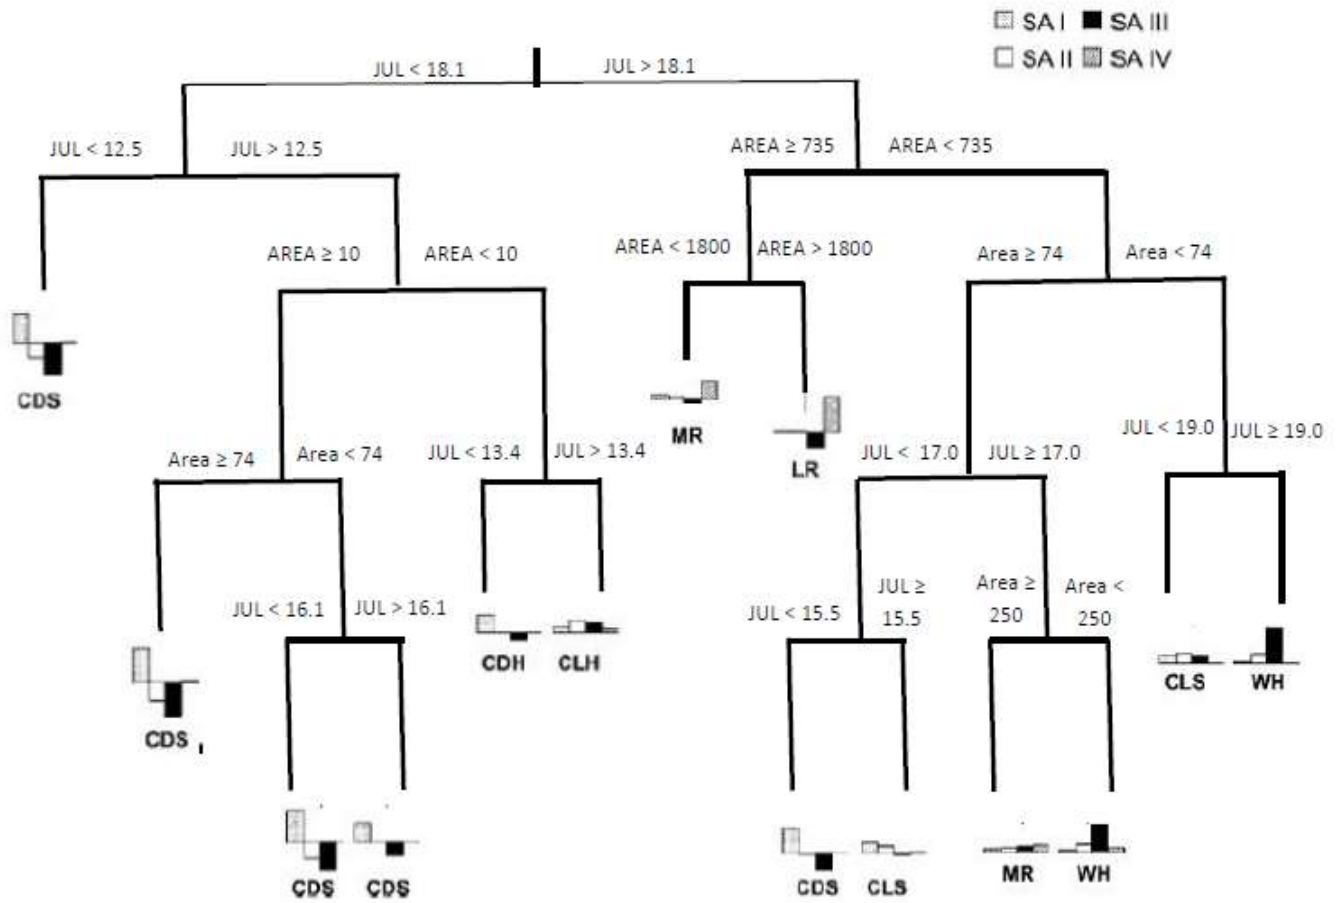 SA I SA III
SA II SA IV
JUL < 18.1 JUL > 18.1
JUL < 12.5 JUL > 12.5 AREA ≥ 735 AREA < 735
AREA ≥ 10 AREA < 10 AREA < 1800 AREA > 1800 Area ≥ 74 Area < 74
CDS
MR
LR
JUL < 19.0 JUL ≥ 19.0
Area ≥ 74 Area < 74 JUL < 13.4 JUL > 13.4 JUL < 17.0 JUL ≥ 17.0
JUL < 16.1 JUL > 16.1 JUL < 15.5 JUL ≥
15.5
Area ≥
250
Area <
250
CDH CLH
CLS WH
CDS
CDS CDS CDS CLS MR WH